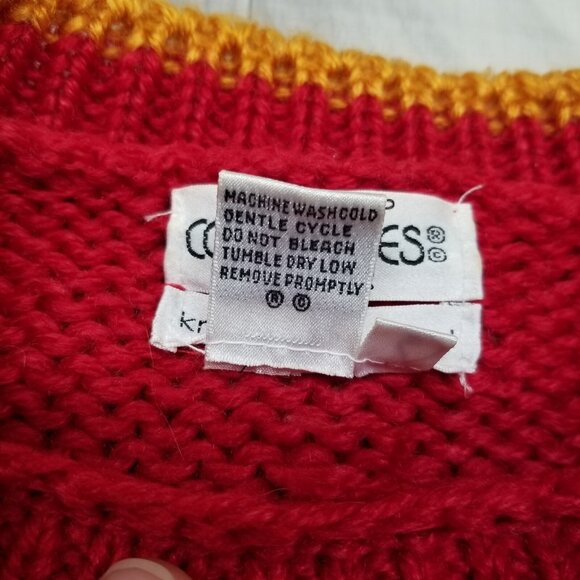 MACHINE WASH COLD
GENTLE CYCLE
DO NOT BLEACH
TUMBLE DRY LOW
REMOVE PROMPTLY
® ©